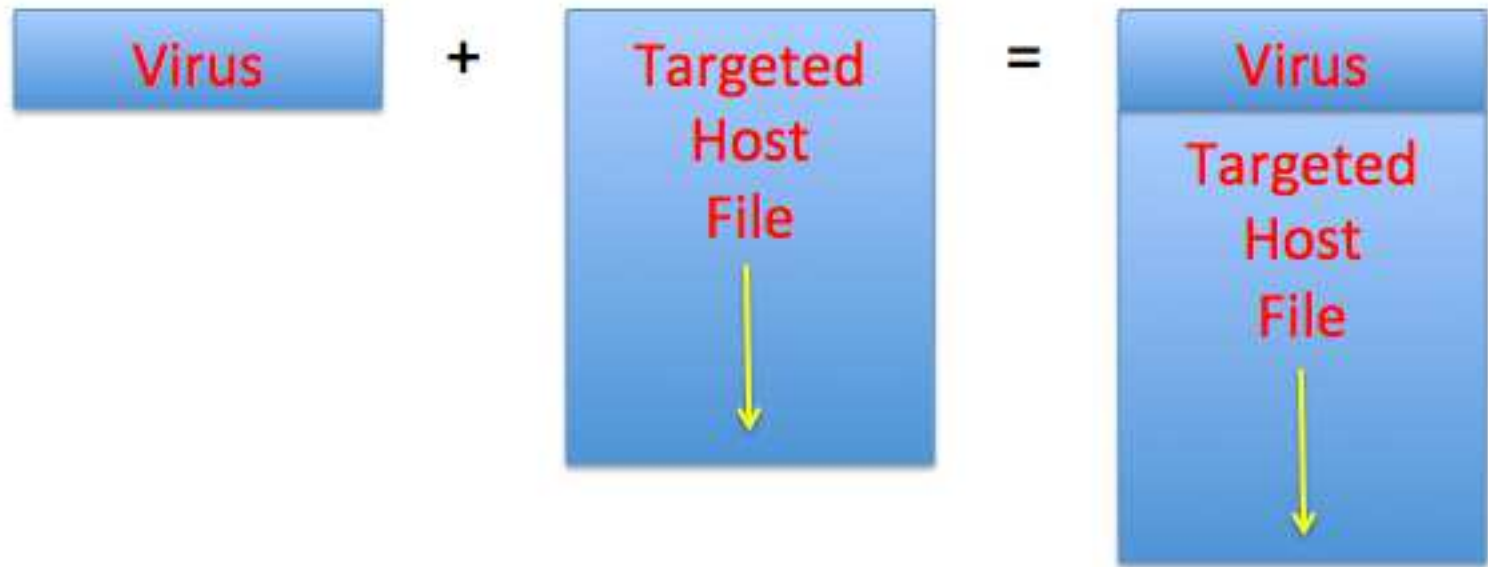 Virus
+
Targeted
Host
File
=
Virus
Targeted
Host
File